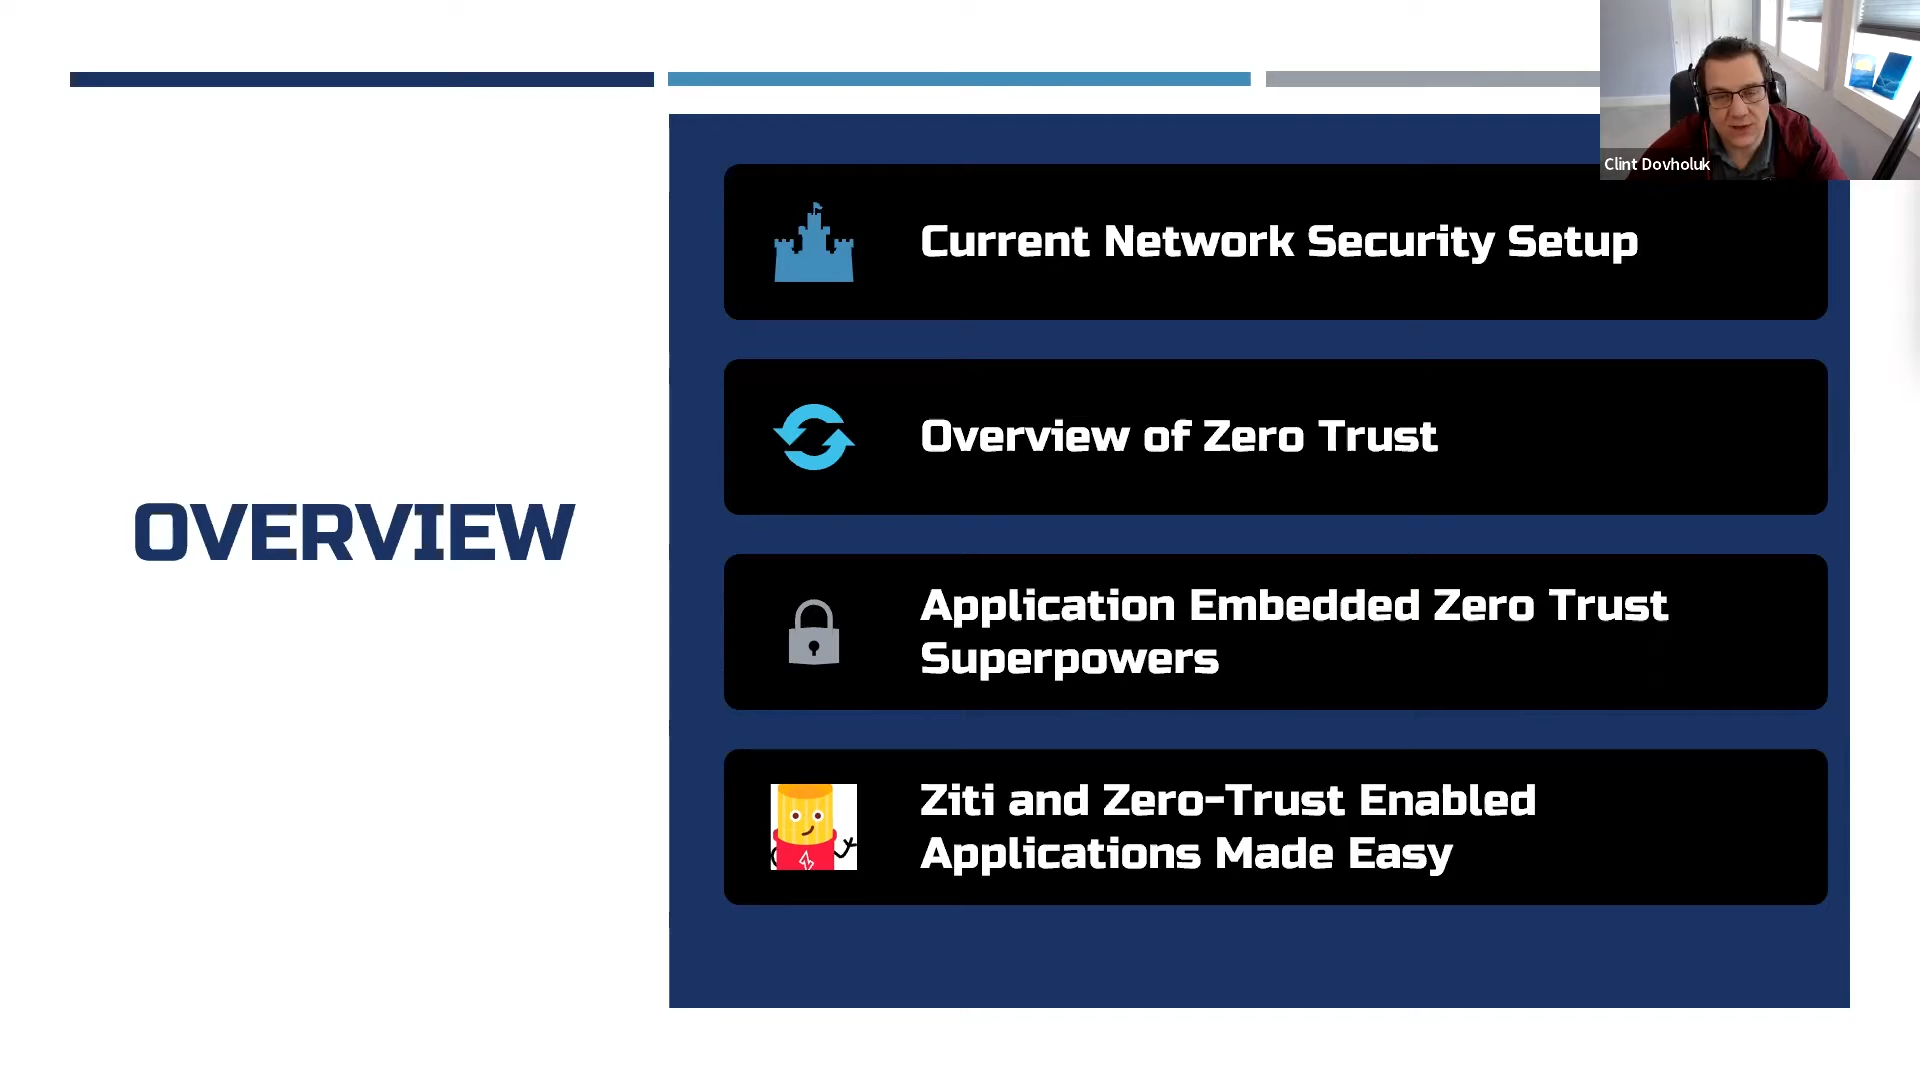 Clint Dovholuk
OVERVIEW
Current Network Security Setup
Overview of Zero Trust
Application Embedded Zero Trust
Superpowers
Ziti and Zero-Trust Enabled
Applications Made Easy